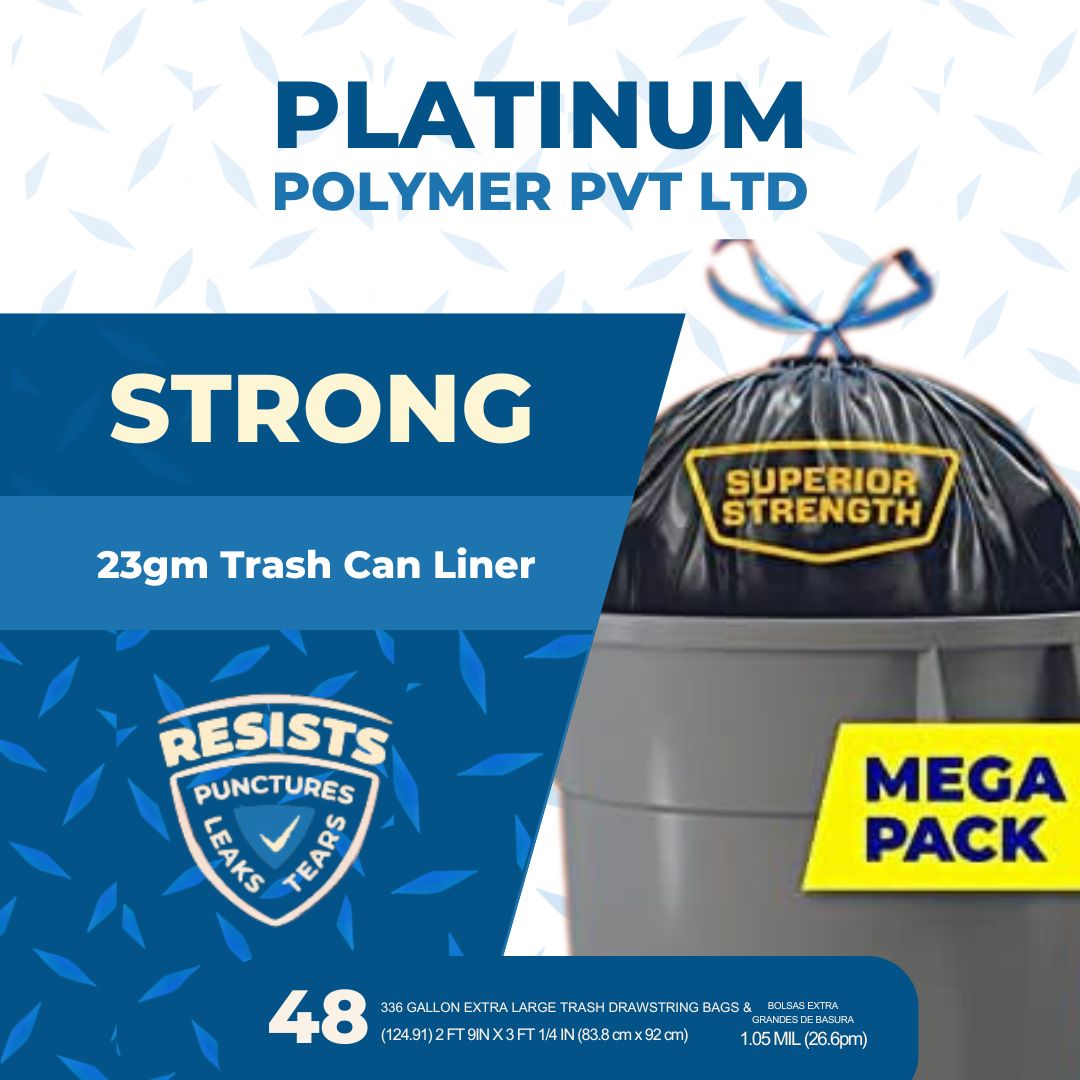 PLATINUM
POLYMER PVT LTD
STRONG
SUPERIOR
STRENGTH
23gm Trash Can Liner
RESISTS
PUNCTURES
LEAKS
TEARS
MEGA
PACK
48
336 GALLON EXTRA LARGE TRASH DRAWSTRING BAGS &
(124.91) 2 FT 9IN X 3 FT 1/4 IN (83.8 cm x 92 cm)
BOLSAS EXTRA
GRANDES DE BASURA
1.05 MIL (26.6pm)